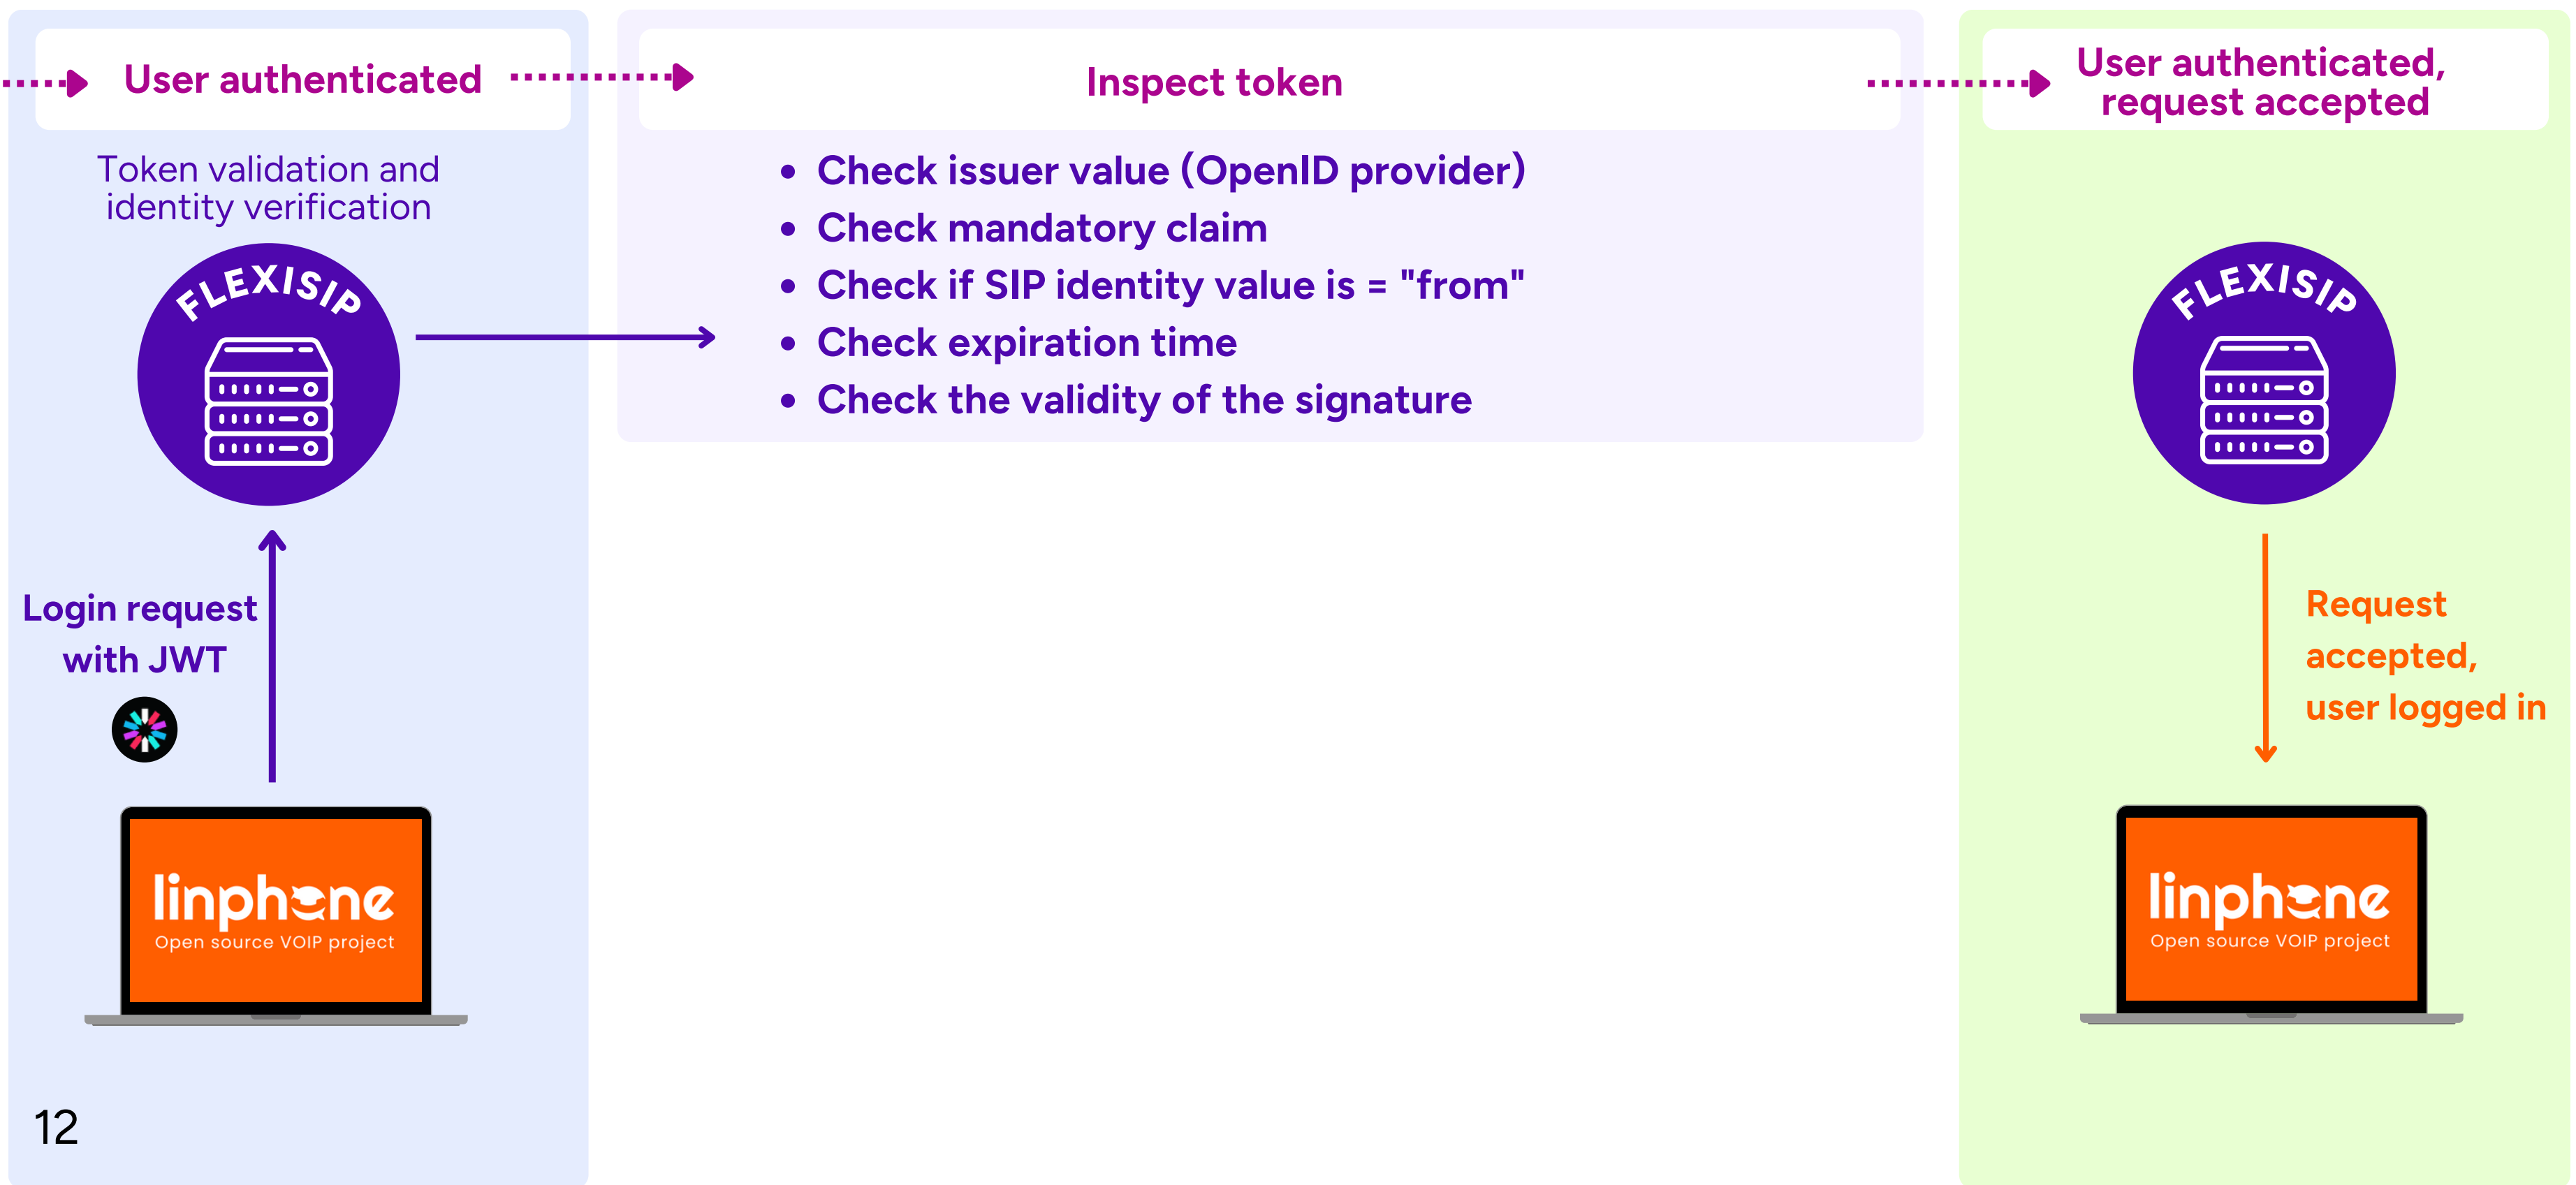 User authenticated
Token validation and
identity verification
FLEXISIP
Login request
with JWT
linphone
Open source VOIP project
12
Inspect token
• Check issuer value (OpenID provider)
• Check mandatory claim
• Check if SIP identity value is = "from"
• Check expiration time
• Check the validity of the signature
User authenticated,
request accepted
FLEXISIP
Request
accepted,
user logged in
linphone
Open source VOIP project